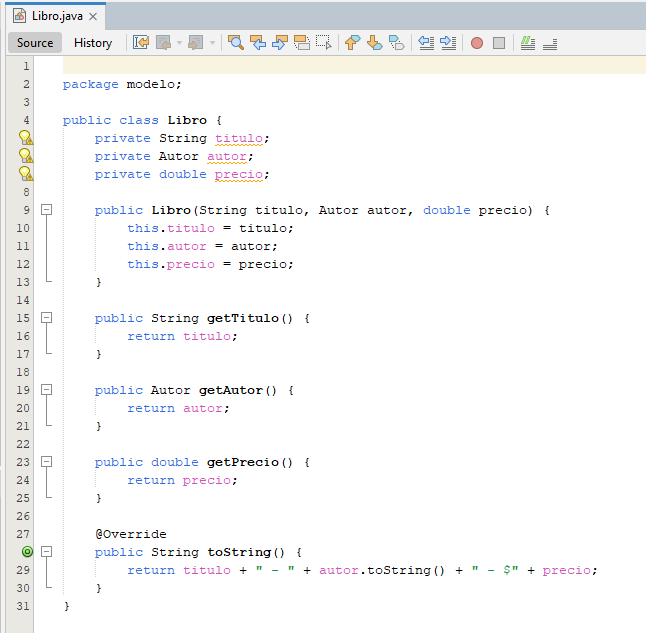 Libro.java
Source History
1
2 package modelo;
3
4 public class Libro {
private String titulo;
private Autor autor;
private double precio;
8
9 public Libro(String titulo, Autor autor, double precio) {
10 this.titulo = titulo;
11 this.autor = autor;
12 this.precio = precio;
13 }
14
15 public String getTitulo() {
16 return titulo;
17 }
18
19 public Autor getAutor() {
20 return autor;
21 }
22
23 public double getPrecio() {
24 return precio;
25 }
26
27 @Override
public String toString() {
29 return titulo + " - " + autor.toString() + " - $" + precio;
30 }
31 }